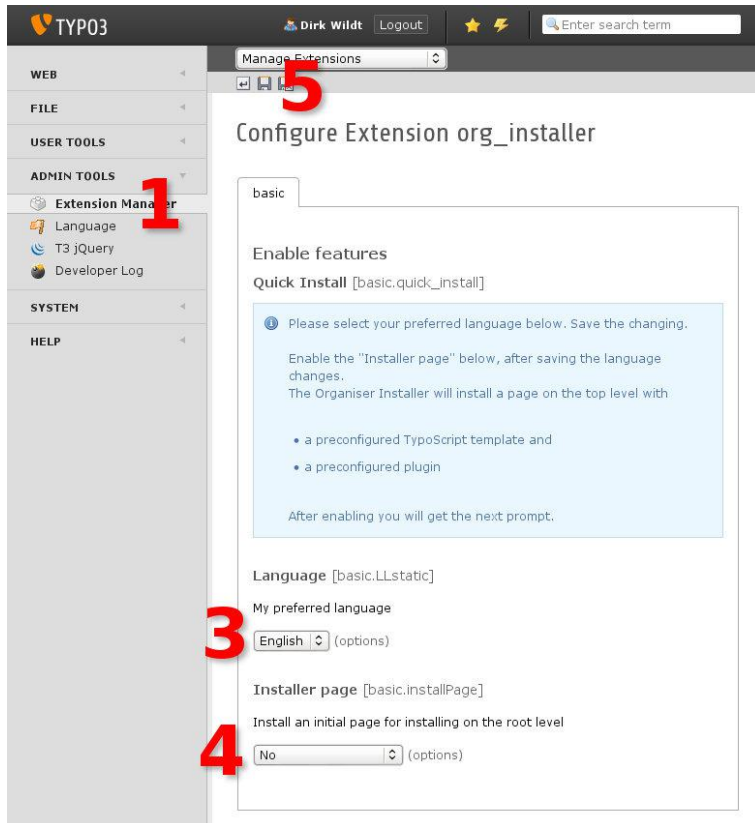 TYPO3
Dirk Wildt Logout
Enter search term
WEB
FILE
USER TOOLS
ADMIN TOOLS
1
Extension Manager
Language
T3 jQuery
Developer Log
SYSTEM
HELP
Manage Extensions
5
Configure Extension org_installer
basic
Enable features
Quick Install [basic.quick_install]
Please select your preferred language below. Save the changing.
Enable the "Installer page" below, after saving the language
changes.
The Organiser Installer will install a page on the top level with
• a preconfigured TypoScript template and
• a preconfigured plugin
After enabling you will get the next prompt.
Language [basic.LLstatic]
My preferred language
3
English (options)
Installer page [basic.installPage]
Install an initial page for installing on the root level
4
No (options)